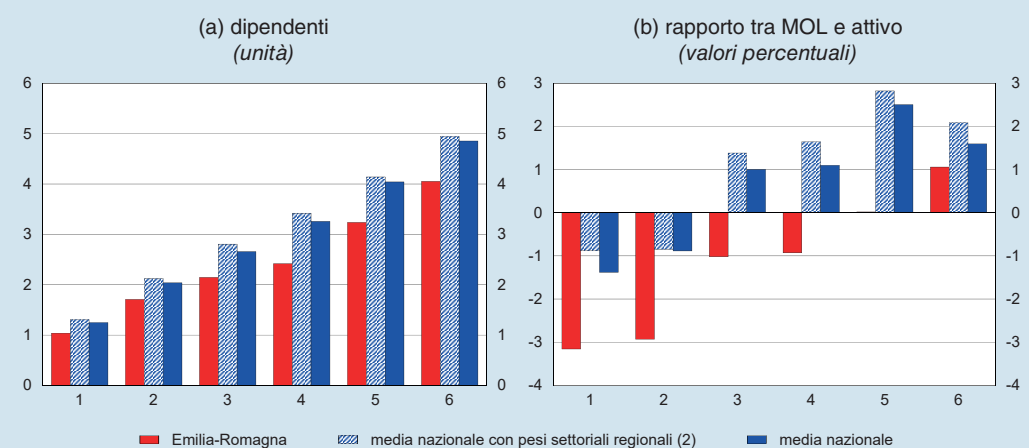 (a) dipendenti
(unità)
6 6
5 5
4 4
3 3
2 2
1 1
0 0
1 2 3 4 5 6
(b) rapporto tra MOL e attivo
(valori percentuali)
3 3
2 2
1 1
0 0
-1 -1
-2 -2
-3 -3
-4 -4
1 2 3 4 5 6
Emilia-Romagna media nazionale con pesi settoriali regionali (2) media nazionale